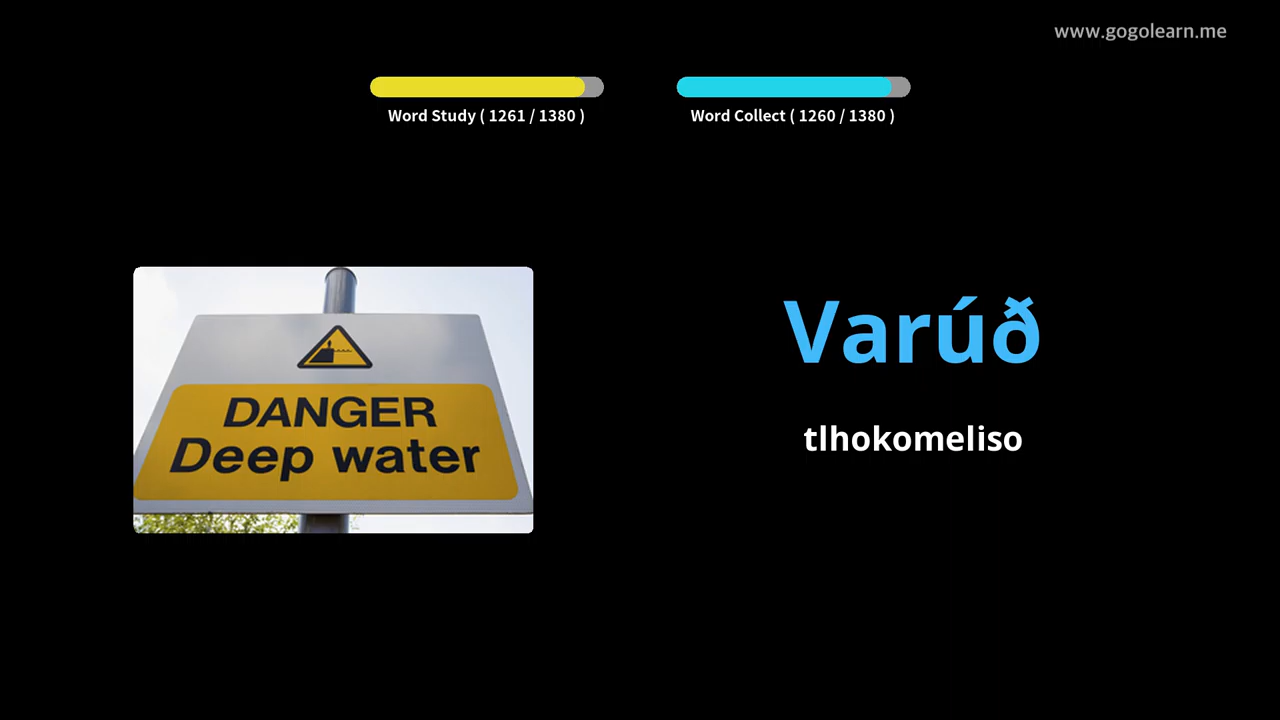 www.gogolearn.me
Word Study ( 1261 / 1380 )
Word Collect ( 1260 / 1380 )
DANGER
Deep water
Varúð
tlhokomeliso